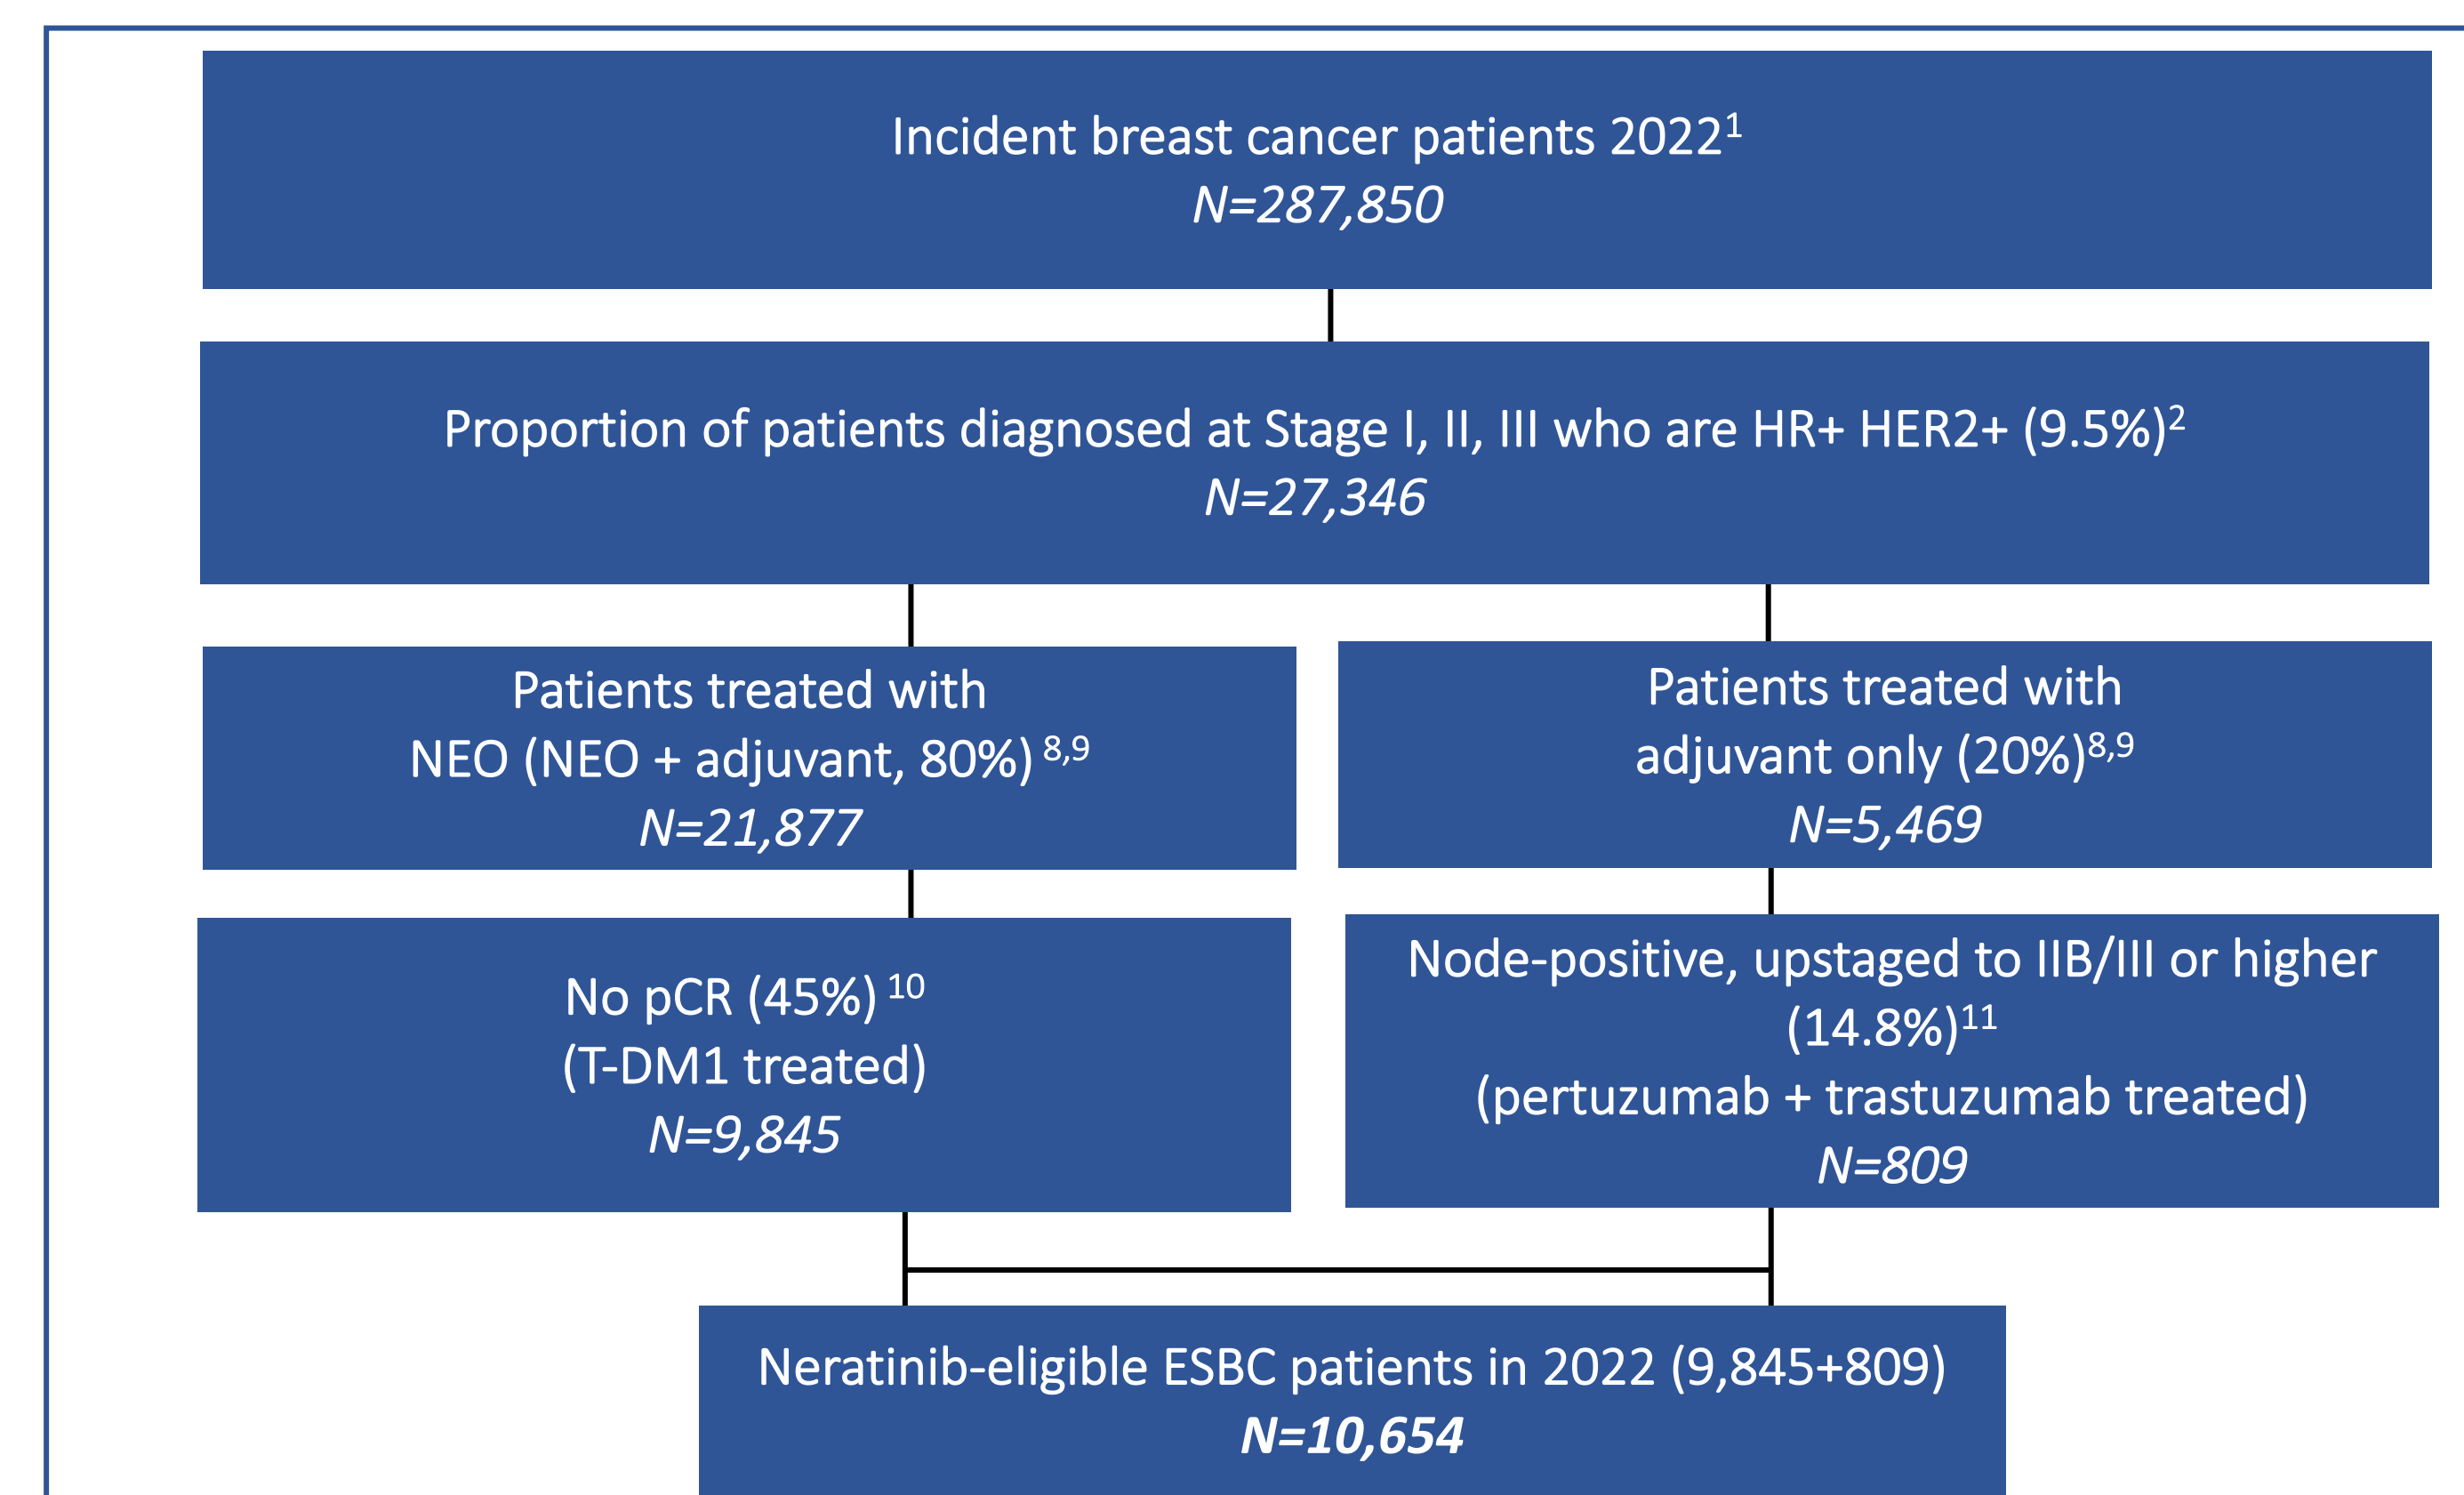 Incident breast cancer patients 2022¹
N=287,850
Proportion of patients diagnosed at Stage I, II, III who are HR+ HER2+ (9.5%)²
N=27,346
Patients treated with
NEO (NEO + adjuvant, 80%) ⁸,⁹
N=21,877
Patients treated with
adjuvant only (20%)⁸,⁹
N=5,469
No pCR (45%) ¹⁰
(T-DM1 treated)
N=9,845
Node-positive, upstaged to IIB/III or higher
(14.8%)¹¹
(pertuzumab + trastuzumab treated)
N=809
Neratinib-eligible ESBC patients in 2022 (9,845+809)
N=10,654